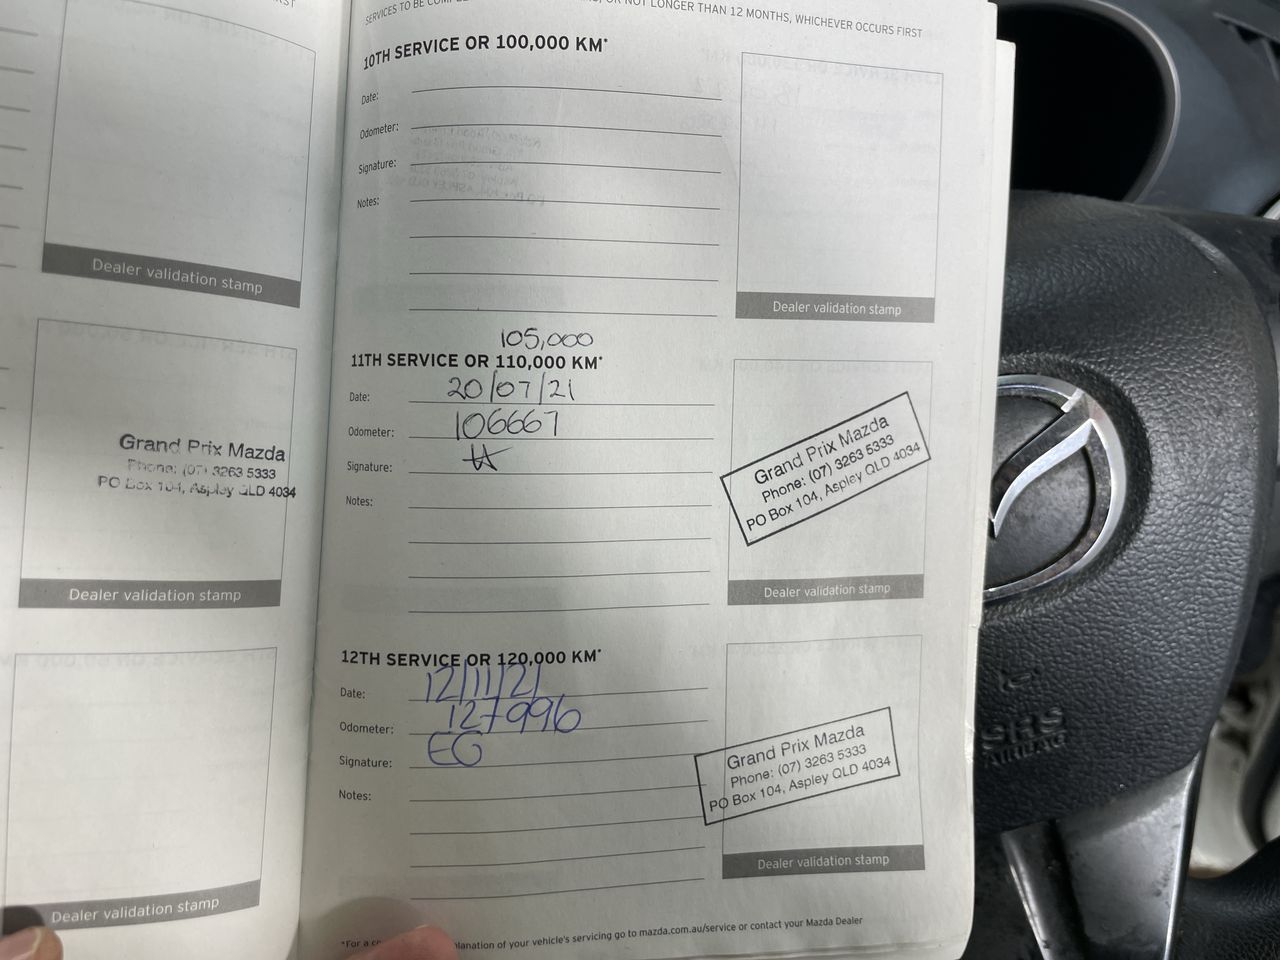 SERVICES TO BE
OR NOT LONGER THAN 12 MONTHS, WHICHEVER OCCURS FIRST
10TH SERVICE OR 100,000 KM*
Date:
Odometer:
Signature:
Notes:
Dealer validation stamp
105,000
11TH SERVICE OR 110,000 KM*
Date: 20/07/21
Odometer: 106667
Signature:
Notes:
Grand Prix Mazda
Phone: (07) 3263 5333
PO Box 104, Aspley QLD 4034
Dealer validation stamp
12TH SERVICE OR 120,000 KM*
Date: 12/11/21
Odometer: 127996
Signature: EG
Notes:
Grand Prix Mazda
Phone: (07) 3263 5333
PO Box 104, Aspley QLD 4034
Dealer validation stamp
*For a
lanation of your vehicle's servicing go to mazda.com.au/service or contact your Mazda Dealer
Dealer validation stamp
Grand Prix Mazda
Phone: (07) 3263 5333
PO Box 104, Aspley QLD 4034
Dealer validation stamp
Dealer validation stamp
SRS
AIRBAG